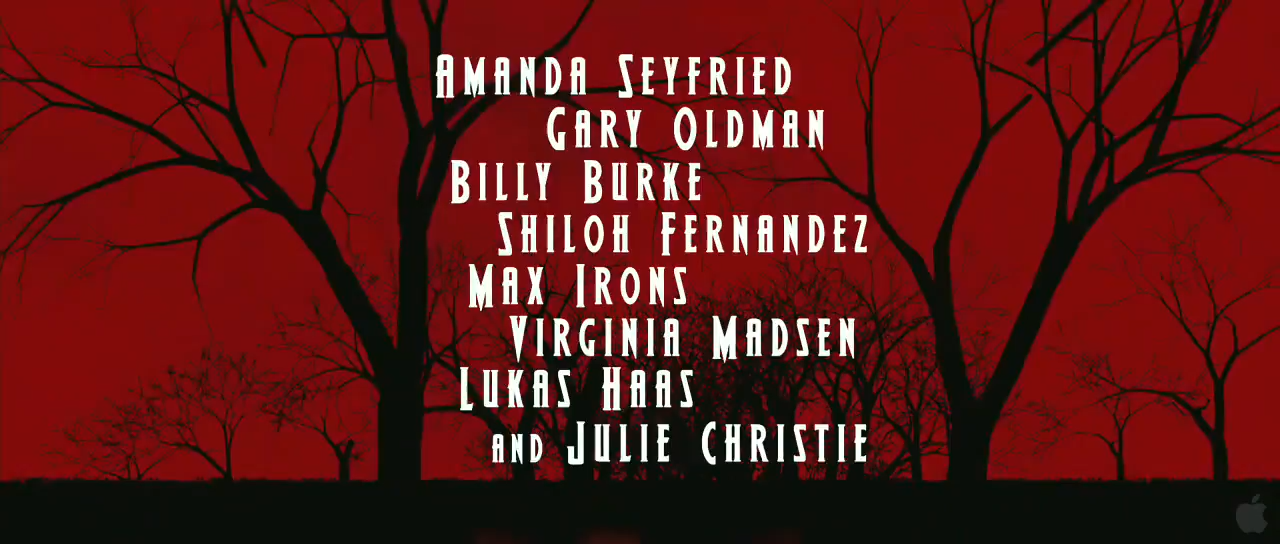 AMANDA SEYFRIED
GARY OLDMAN
BILLY BURKE
SHILOH FERNANDEZ
MAX IRONS
VIRGINIA MADSEN
LUKAS HAAS
AND JULIE CHRISTIE